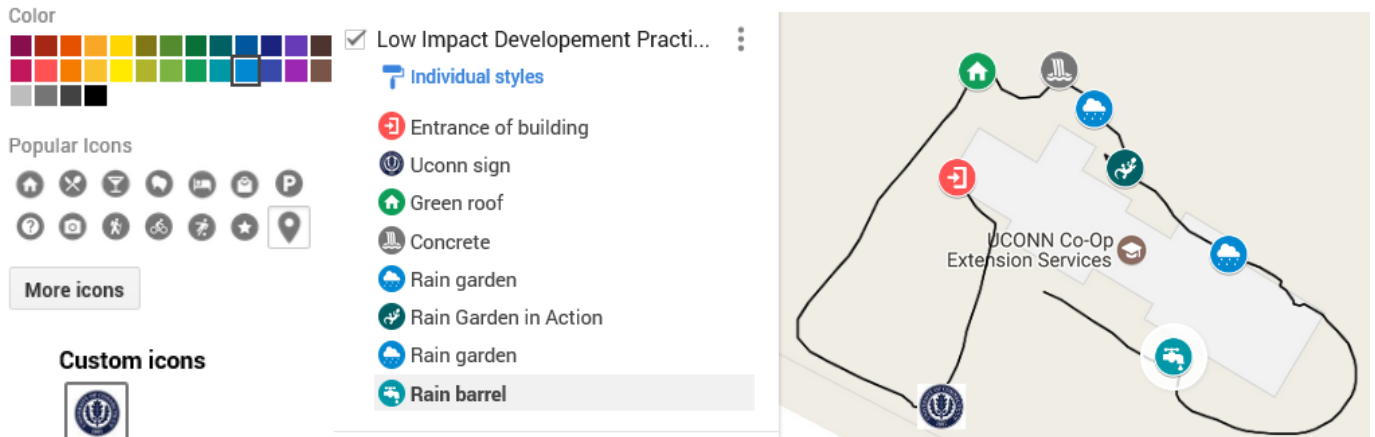 Color
Popular Icons
P
?
More icons
Custom icons
Low Impact Developement Practi...
Individual styles
Entrance of building
Uconn sign
Green roof
Concrete
Rain garden
Rain Garden in Action
Rain garden
Rain barrel
UCONN Co-Op
Extension Services